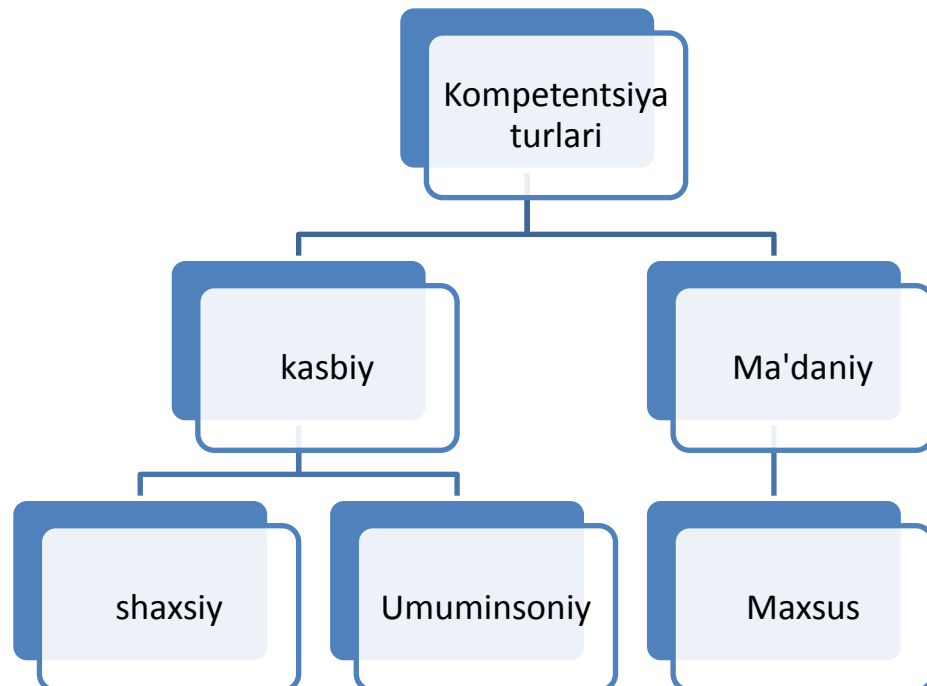 Kompetentsiya
turlari
kasbiy
Ma'daniy
shaxsiy
Umuminsoniy
Maxsus